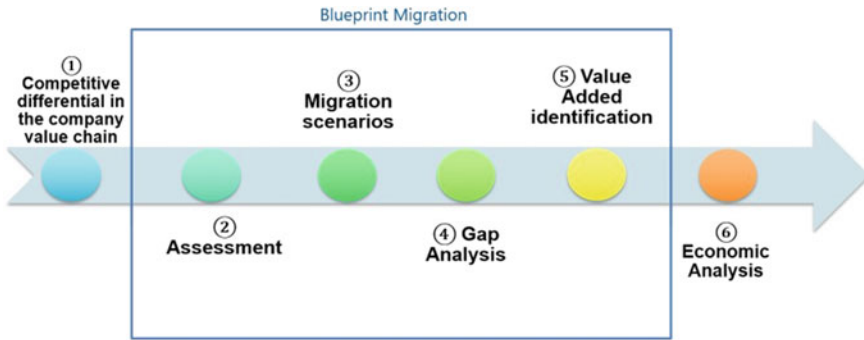 Blueprint Migration
①
Competitive
differential in
the company
value chain
②
Assessment
③
Migration
scenarios
④ Gap
Analysis
⑤ Value
Added
identification
⑥
Economic
Analysis